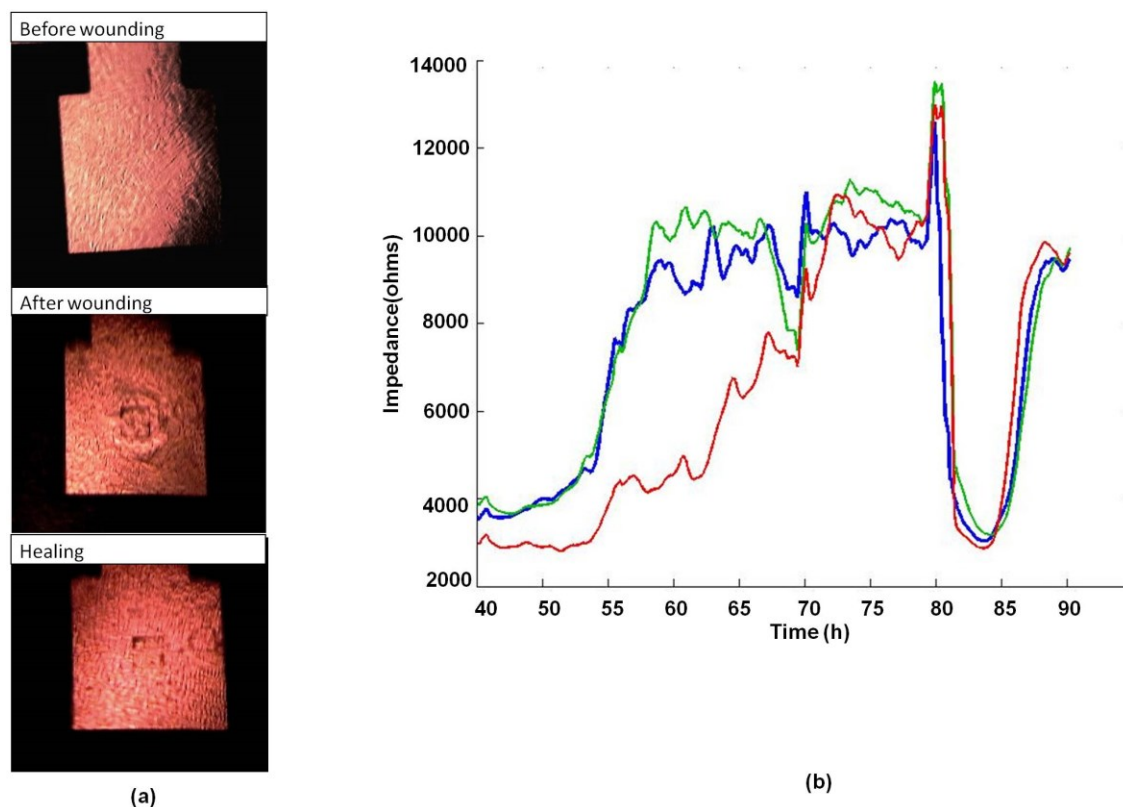 Before wounding
After wounding
Healing
(a)
14000
12000
10000
8000
6000
4000
2000
Impedance(ohms)
40 50 55 60 65 70 75 80 85 90
Time (h)
(b)